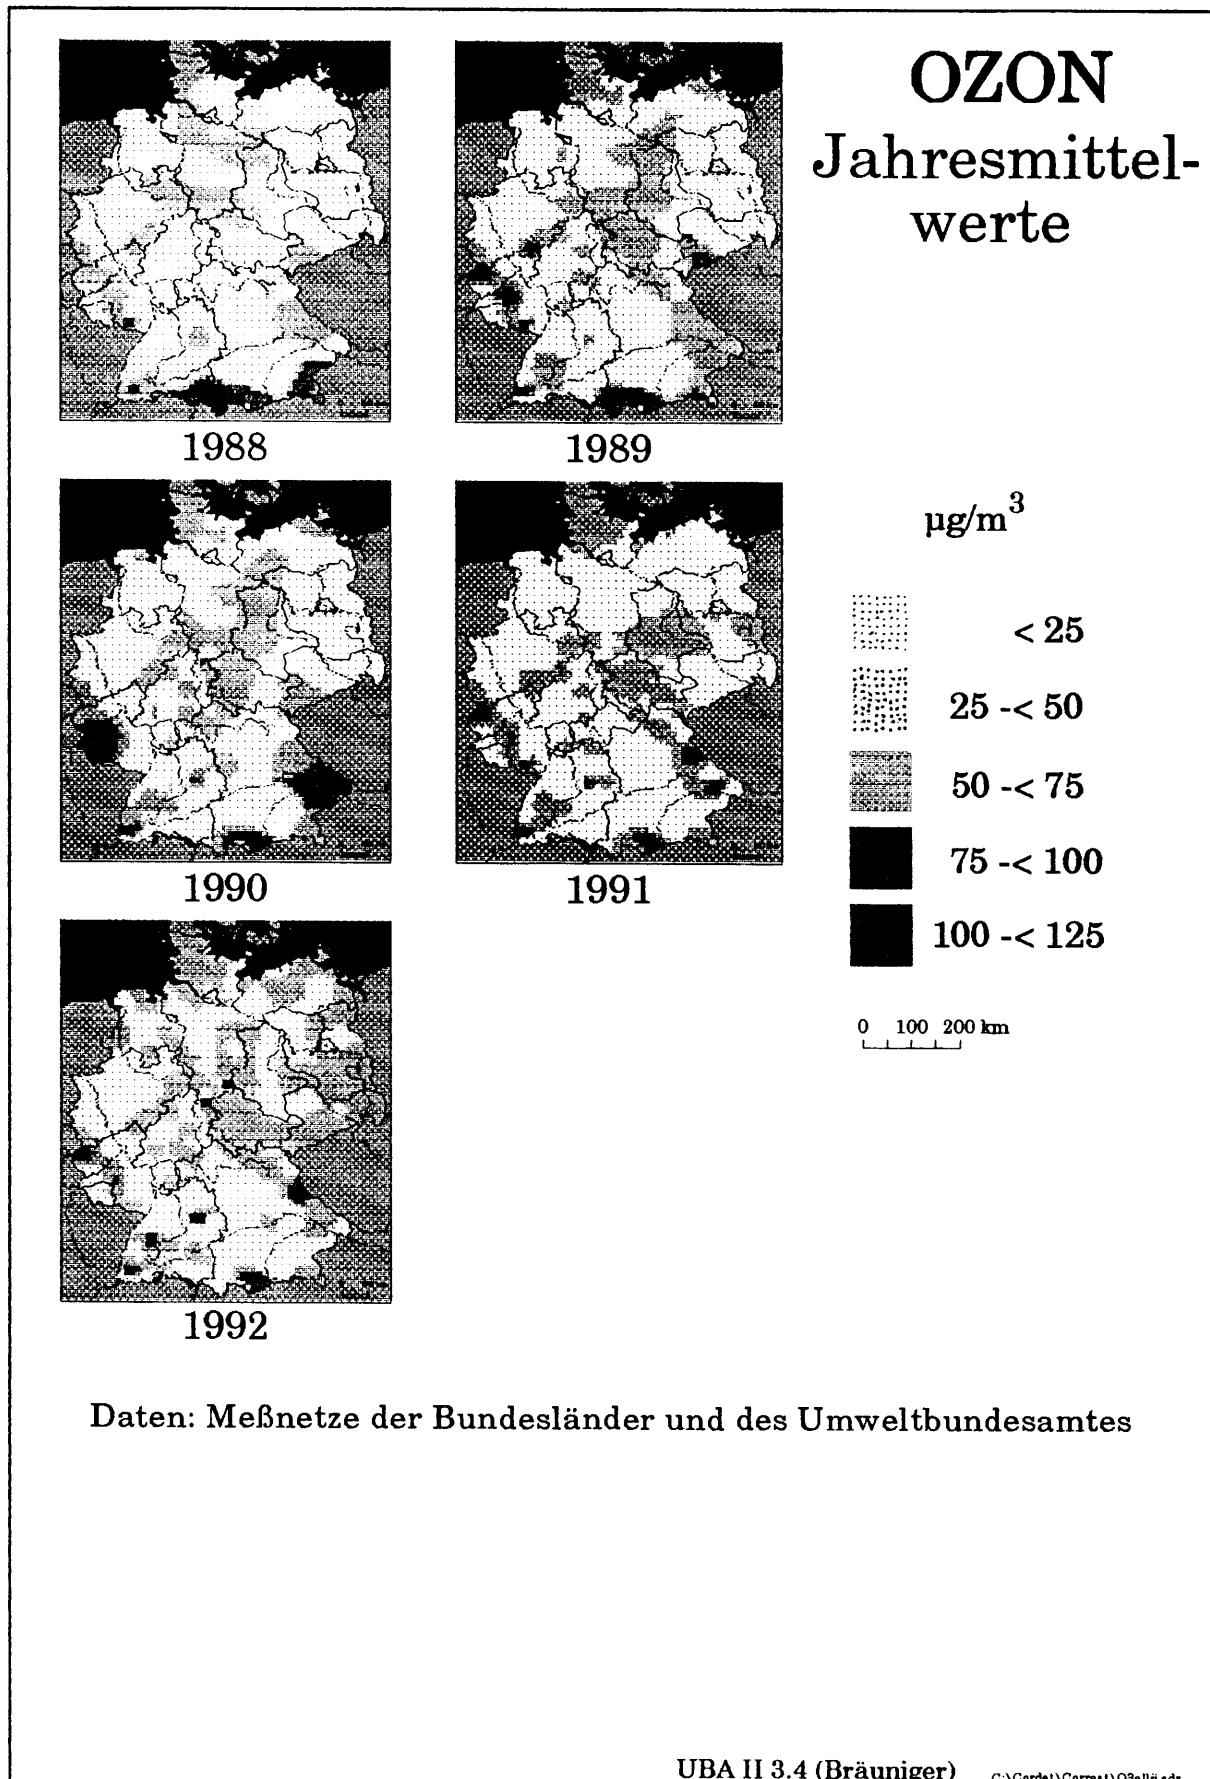 OZON
Jahresmittel-
werte
1988
1989
1990
1991
1992
µg/m³
< 25
25 -< 50
50 -< 75
75 -< 100
100 -< 125
0 100 200 km
Daten: Meßnetze der Bundesländer und des Umweltbundesamtes
UBA II 3.4 (Bräuniger)